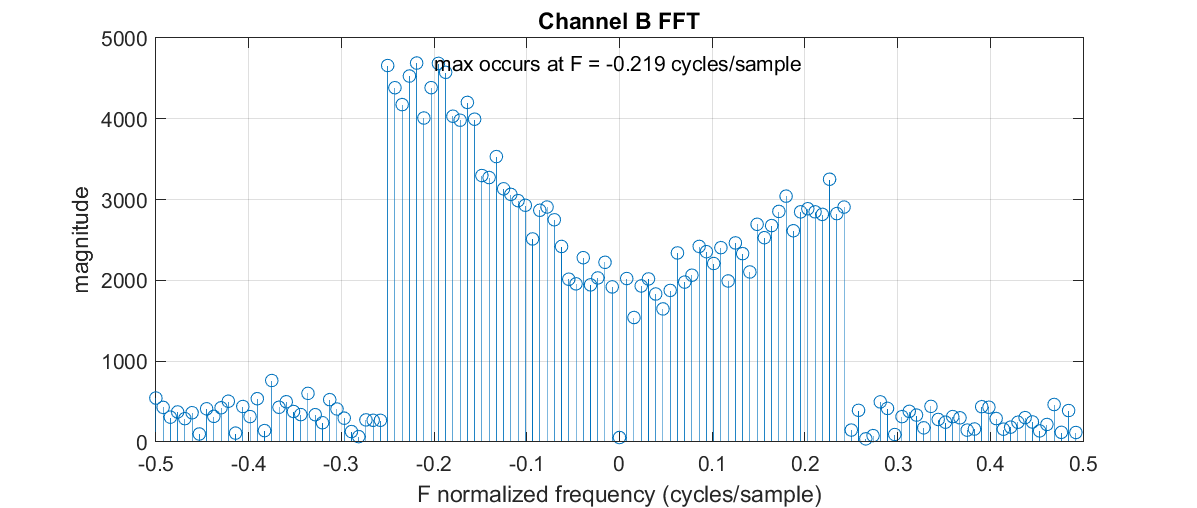 Channel B FFT
max occurs at F = -0.219 cycles/sample
5000
4000
3000
2000
1000
0
magnitude
-0.5 -0.4 -0.3 -0.2 -0.1 0 0.1 0.2 0.3 0.4 0.5
F normalized frequency (cycles/sample)